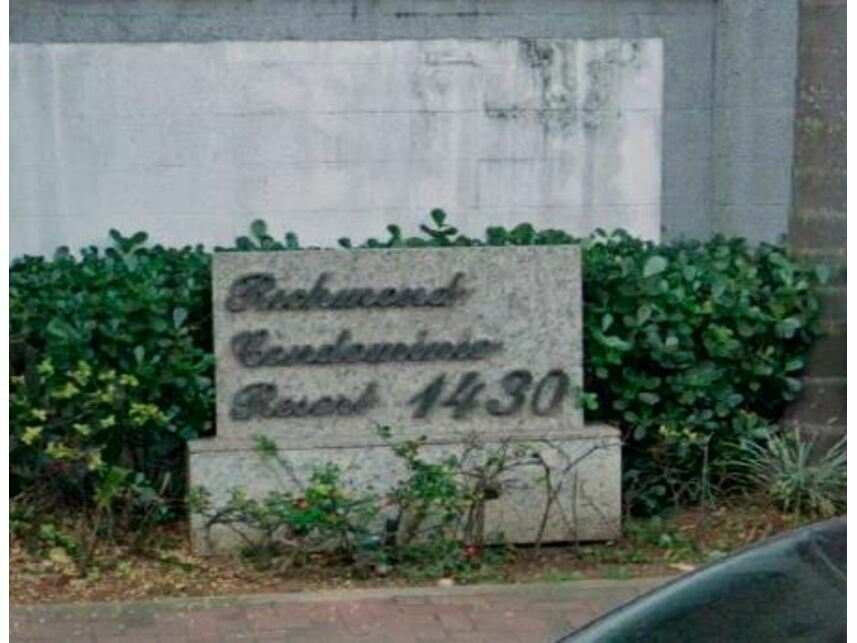 Richmond
Condominio
Resort 1430